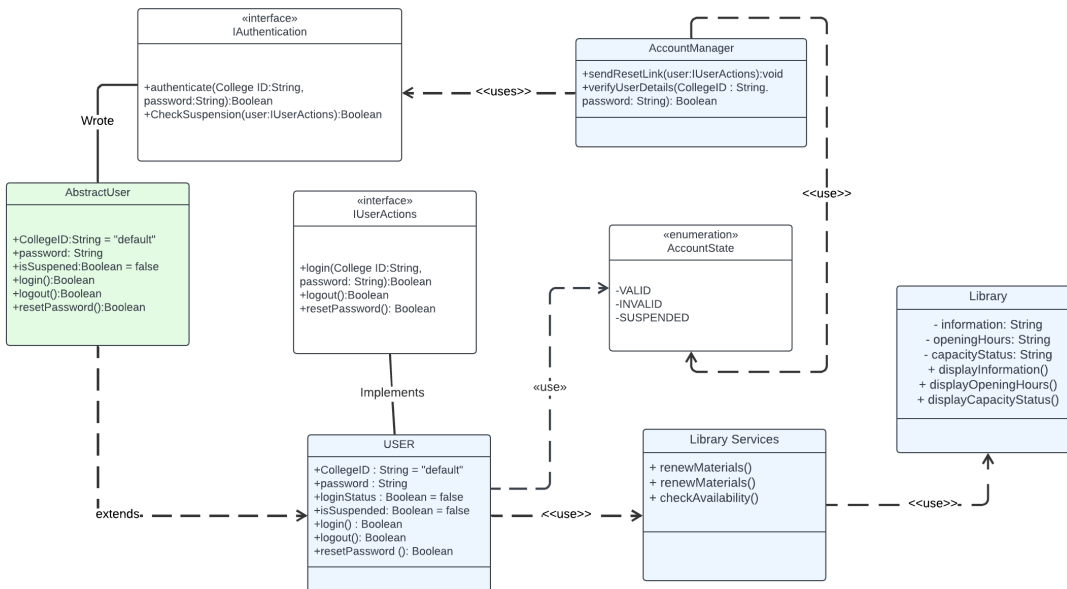 «interface»
IAuthentication
+authenticate(College ID:String,
password:String):Boolean
+CheckSuspension(user:IUserActions):Boolean
AccountManager
+sendResetLink(user:IUserActions):void
+verifyUserDetails(CollegeID : String.
password: String): Boolean
<<uses>>
Wrote
AbstractUser
+CollegeID:String = "default"
+password: String
+isSuspened:Boolean = false
+login():Boolean
+logout():Boolean
+resetPassword():Boolean
«interface»
IUserActions
+login(College ID:String,
password: String):Boolean
+logout():Boolean
+resetPassword(): Boolean
<<use>>
«enumeration»
AccountState
-VALID
-INVALID
-SUSPENDED
Library
- information: String
- openingHours: String
- capacityStatus: String
+ displayInformation()
+ displayOpeningHours()
+ displayCapacityStatus()
Implements
«use»
USER
+CollegeID : String = "default"
+password : String
+loginStatus : Boolean = false
+isSuspended: Boolean = false
+login() : Boolean
+logout(): Boolean
+resetPassword (): Boolean
extends
<<use>>
Library Services
+ renewMaterials()
+ renewMaterials()
+ checkAvailability()
<<use>>